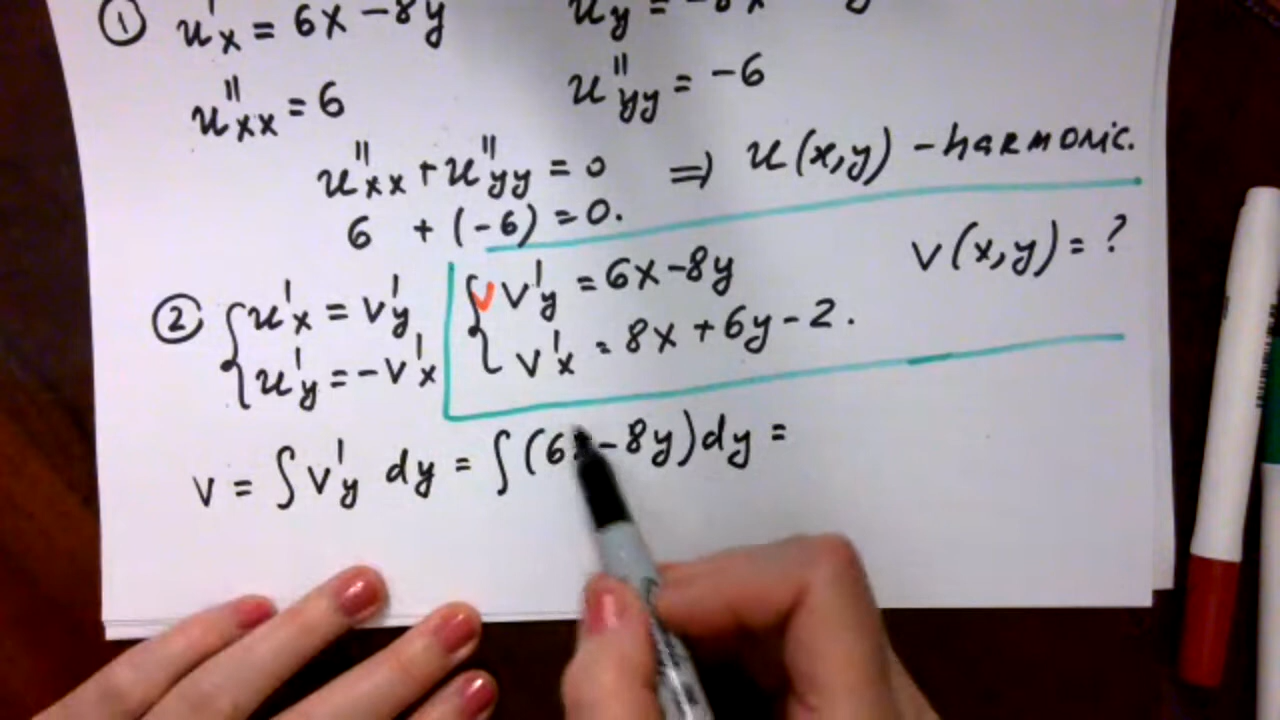 ① u'x = 6x - 8y
u''xx = 6 u''yy = -6
u''xx + u''yy = 0 ⇒ u(x,y) - harmonic.
6 + (-6) = 0.
② { u'x = v'y { v'y = 6x - 8y v(x,y) = ?
u'y = -v'x v'x = 8x + 6y - 2.
v = ∫ v'y dy = ∫ (6x - 8y) dy =